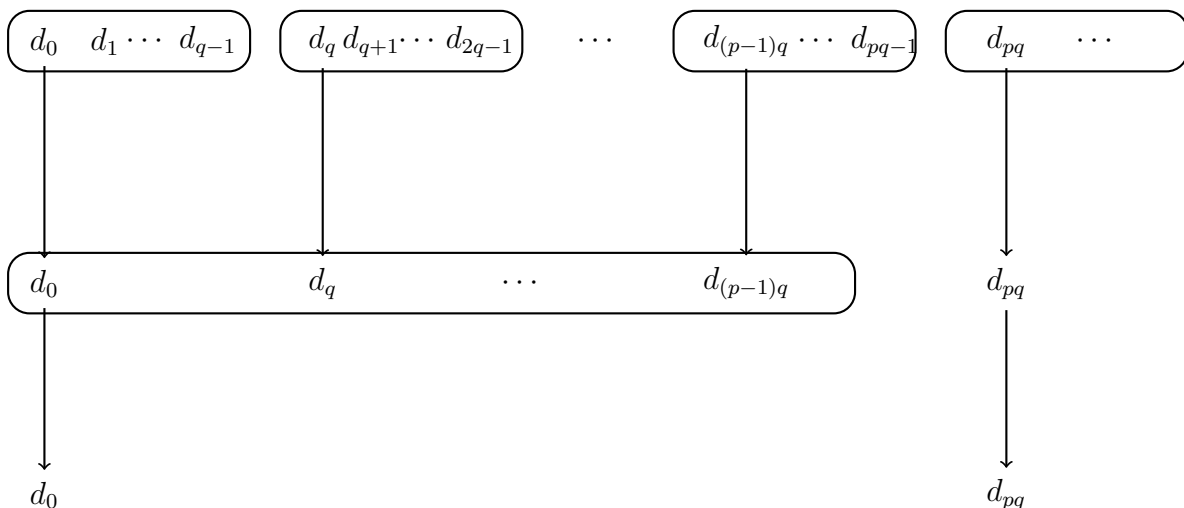 d_0 d_1 ⋯ d_{q−1} d_q d_{q+1} ⋯ d_{2q−1} ⋯ d_{(p−1)q} ⋯ d_{pq−1} d_{pq} ⋯
d_0 d_q ⋯ d_{(p−1)q} d_{pq}
d_0 d_{pq}